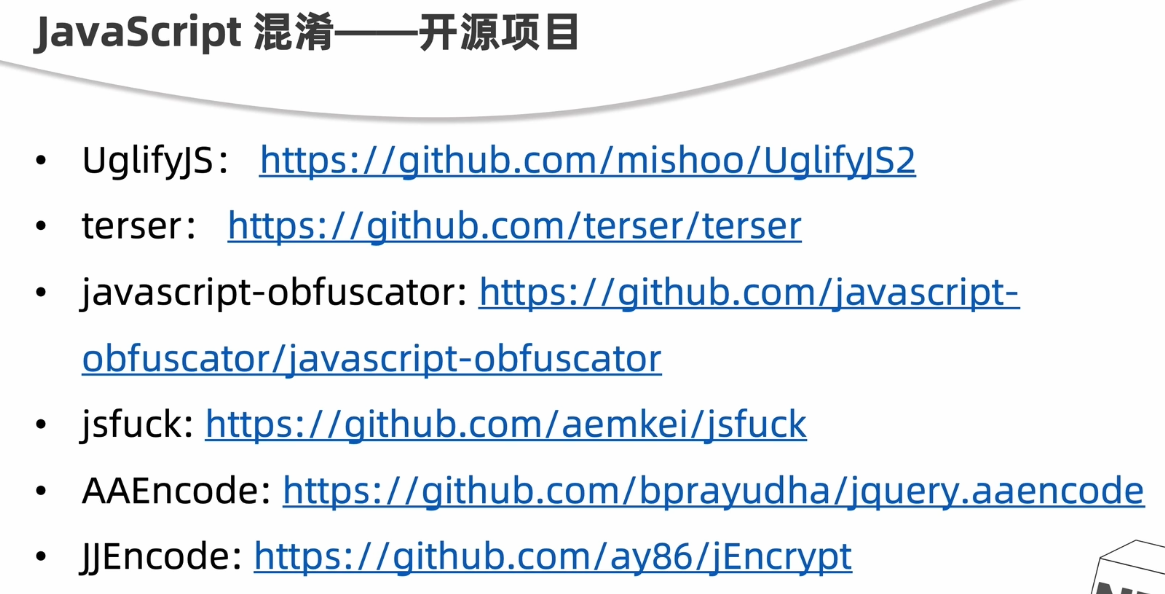 JavaScript 混淆——开源项目
• UglifyJS： https://github.com/mishoo/UglifyJS2
• terser： https://github.com/terser/terser
• javascript-obfuscator: https://github.com/javascript-
obfuscator/javascript-obfuscator
• jsfuck: https://github.com/aemkei/jsfuck
• AAEncode: https://github.com/bprayudha/jquery.aaencode
• JJEncode: https://github.com/ay86/jEncrypt